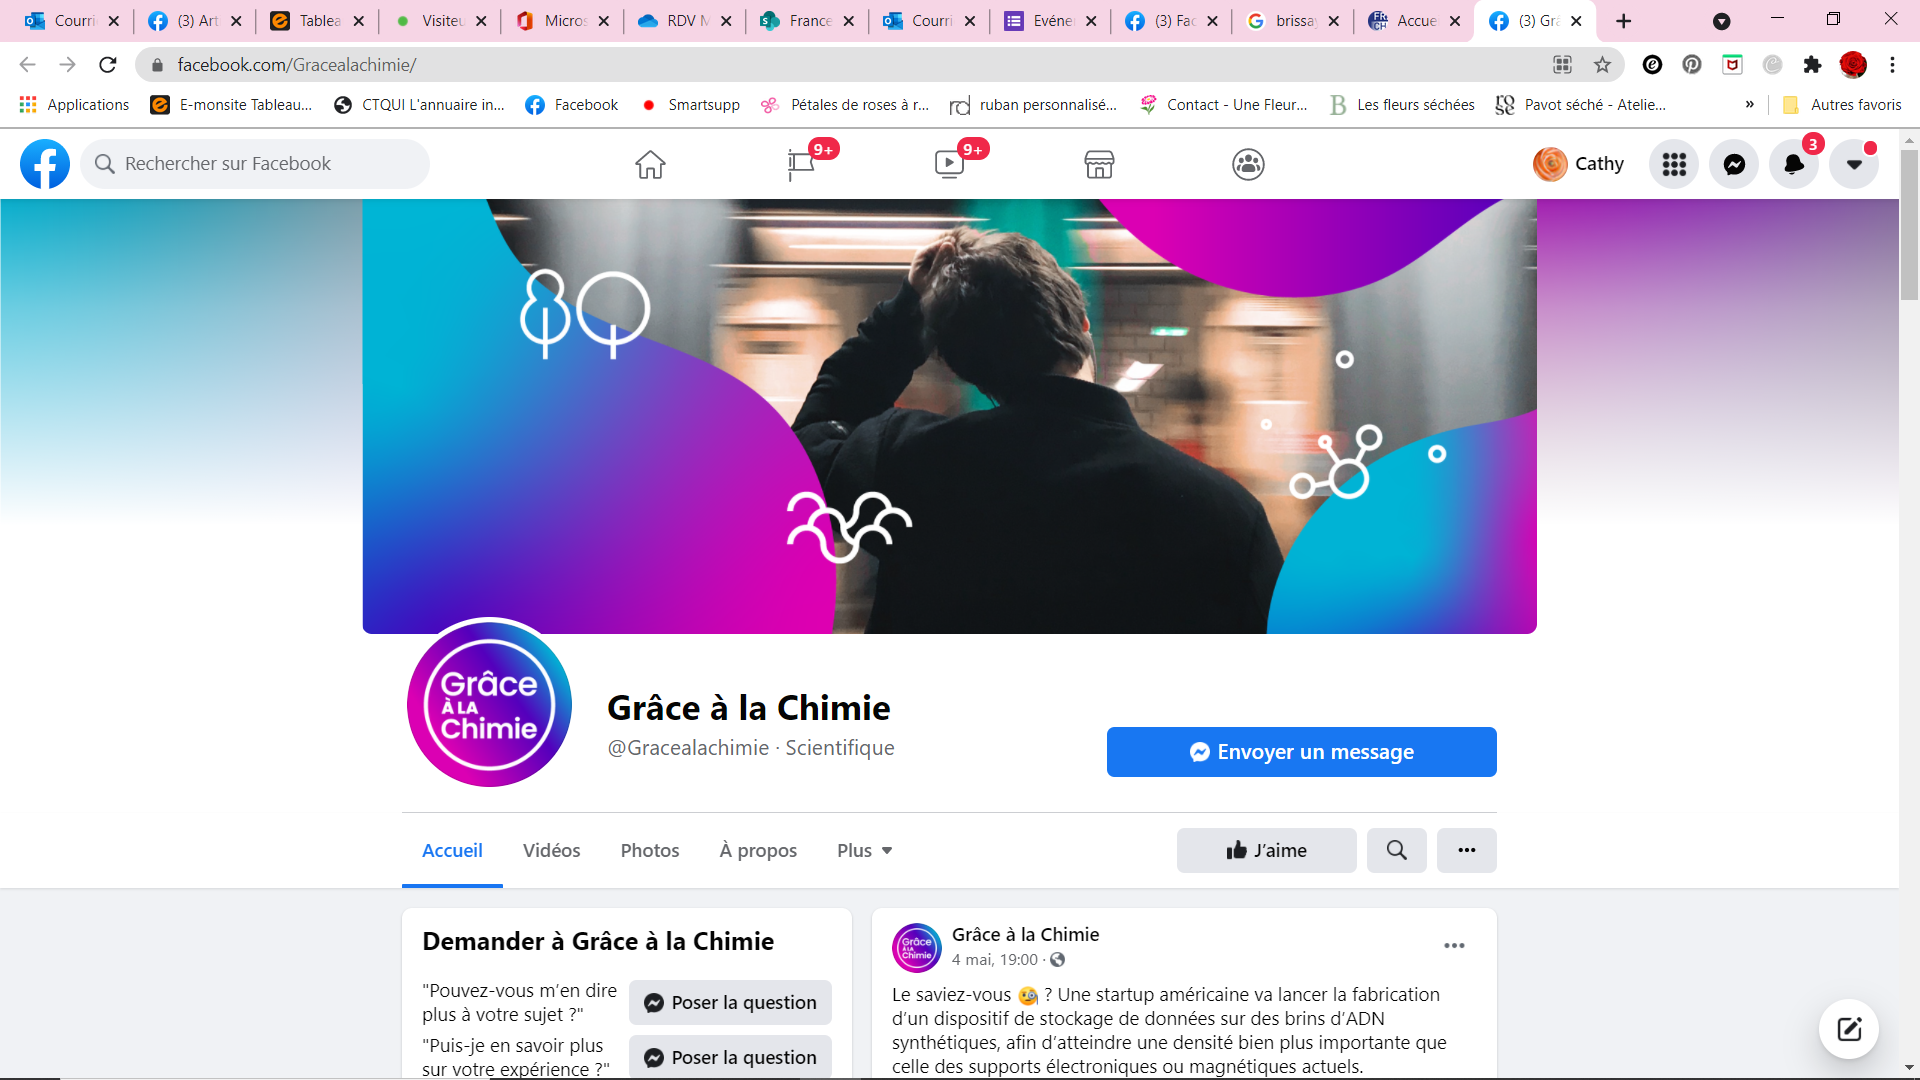 Courri
(3) Art
Tablea
Visiteu
Micros
RDV M
France
Courri
Evéner
(3) Fac
brissay
Accue
(3) Grâ
facebook.com/Gracealachimie/
Applications
E-monsite Tableau...
CTQUI L'annuaire in...
Facebook
Smartsupp
Pétales de roses à r...
ruban personnalisé...
Contact - Une Fleur...
Les fleurs séchées
Pavot séché - Atelie...
»
Autres favoris
Rechercher sur Facebook
9+
9+
Cathy
3
Grâce
À LA
Chimie
Grâce à la Chimie
@Gracealachimie · Scientifique
Envoyer un message
Accueil
Vidéos
Photos
À propos
Plus
J'aime
Demander à Grâce à la Chimie
"Pouvez-vous m'en dire
plus à votre sujet ?"
Poser la question
"Puis-je en savoir plus
sur votre expérience ?"
Poser la question
Grâce
À LA
Chimie
Grâce à la Chimie
4 mai, 19:00 ·
Le saviez-vous 🧐 ? Une startup américaine va lancer la fabrication
d'un dispositif de stockage de données sur des brins d'ADN
synthétiques, afin d'atteindre une densité bien plus importante que
celle des supports électroniques ou magnétiques actuels.